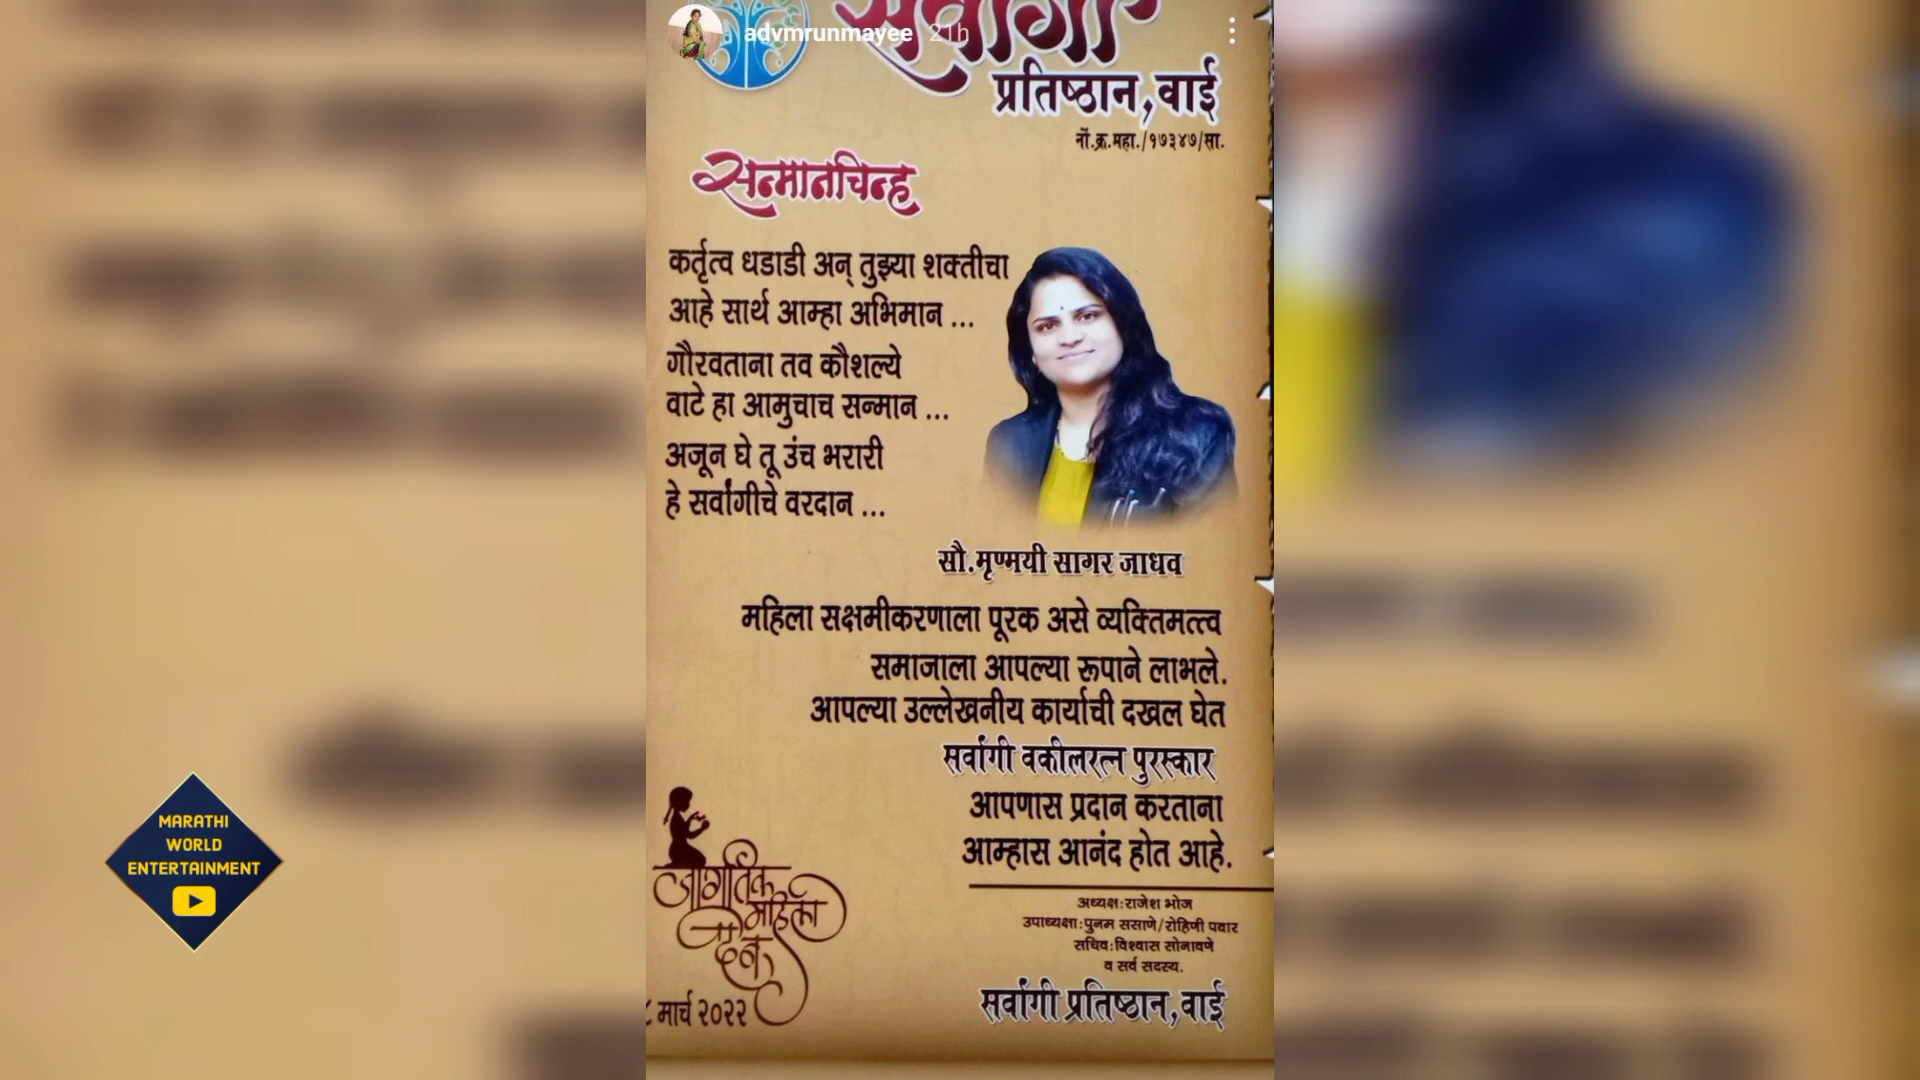 सर्वांगी
advmrunmayee 21h
प्रतिष्ठान, वाई
नों.क्र.महा./१७३४७/सा.
सन्मानचिन्ह
कर्तृत्व धडाडी अन् तुझ्या शक्तीचा
आहे सार्थ आम्हा अभिमान ...
गौरवताना तव कौशल्ये
वाटे हा आमुचाच सन्मान ...
अजून घे तू उंच भरारी
हे सर्वांगीचे वरदान ...
सौ.मृण्मयी सागर जाधव
महिला सक्षमीकरणाला पूरक असे व्यक्तिमत्त्व
समाजाला आपल्या रूपाने लाभले.
आपल्या उल्लेखनीय कार्याची दखल घेत
सर्वांगी वकीलरत्न पुरस्कार
आपणास प्रदान करताना
आम्हास आनंद होत आहे.
अध्यक्ष:राजेश भोज
उपाध्यक्षा:पुनम ससाणे/रोहिणी पवार
सचिव:विश्वास सोनावणे
व सर्व सदस्य.
सर्वांगी प्रतिष्ठान, वाई
जागतिक
महिला
दिन
८ मार्च २०२२
MARATHI
WORLD
ENTERTAINMENT